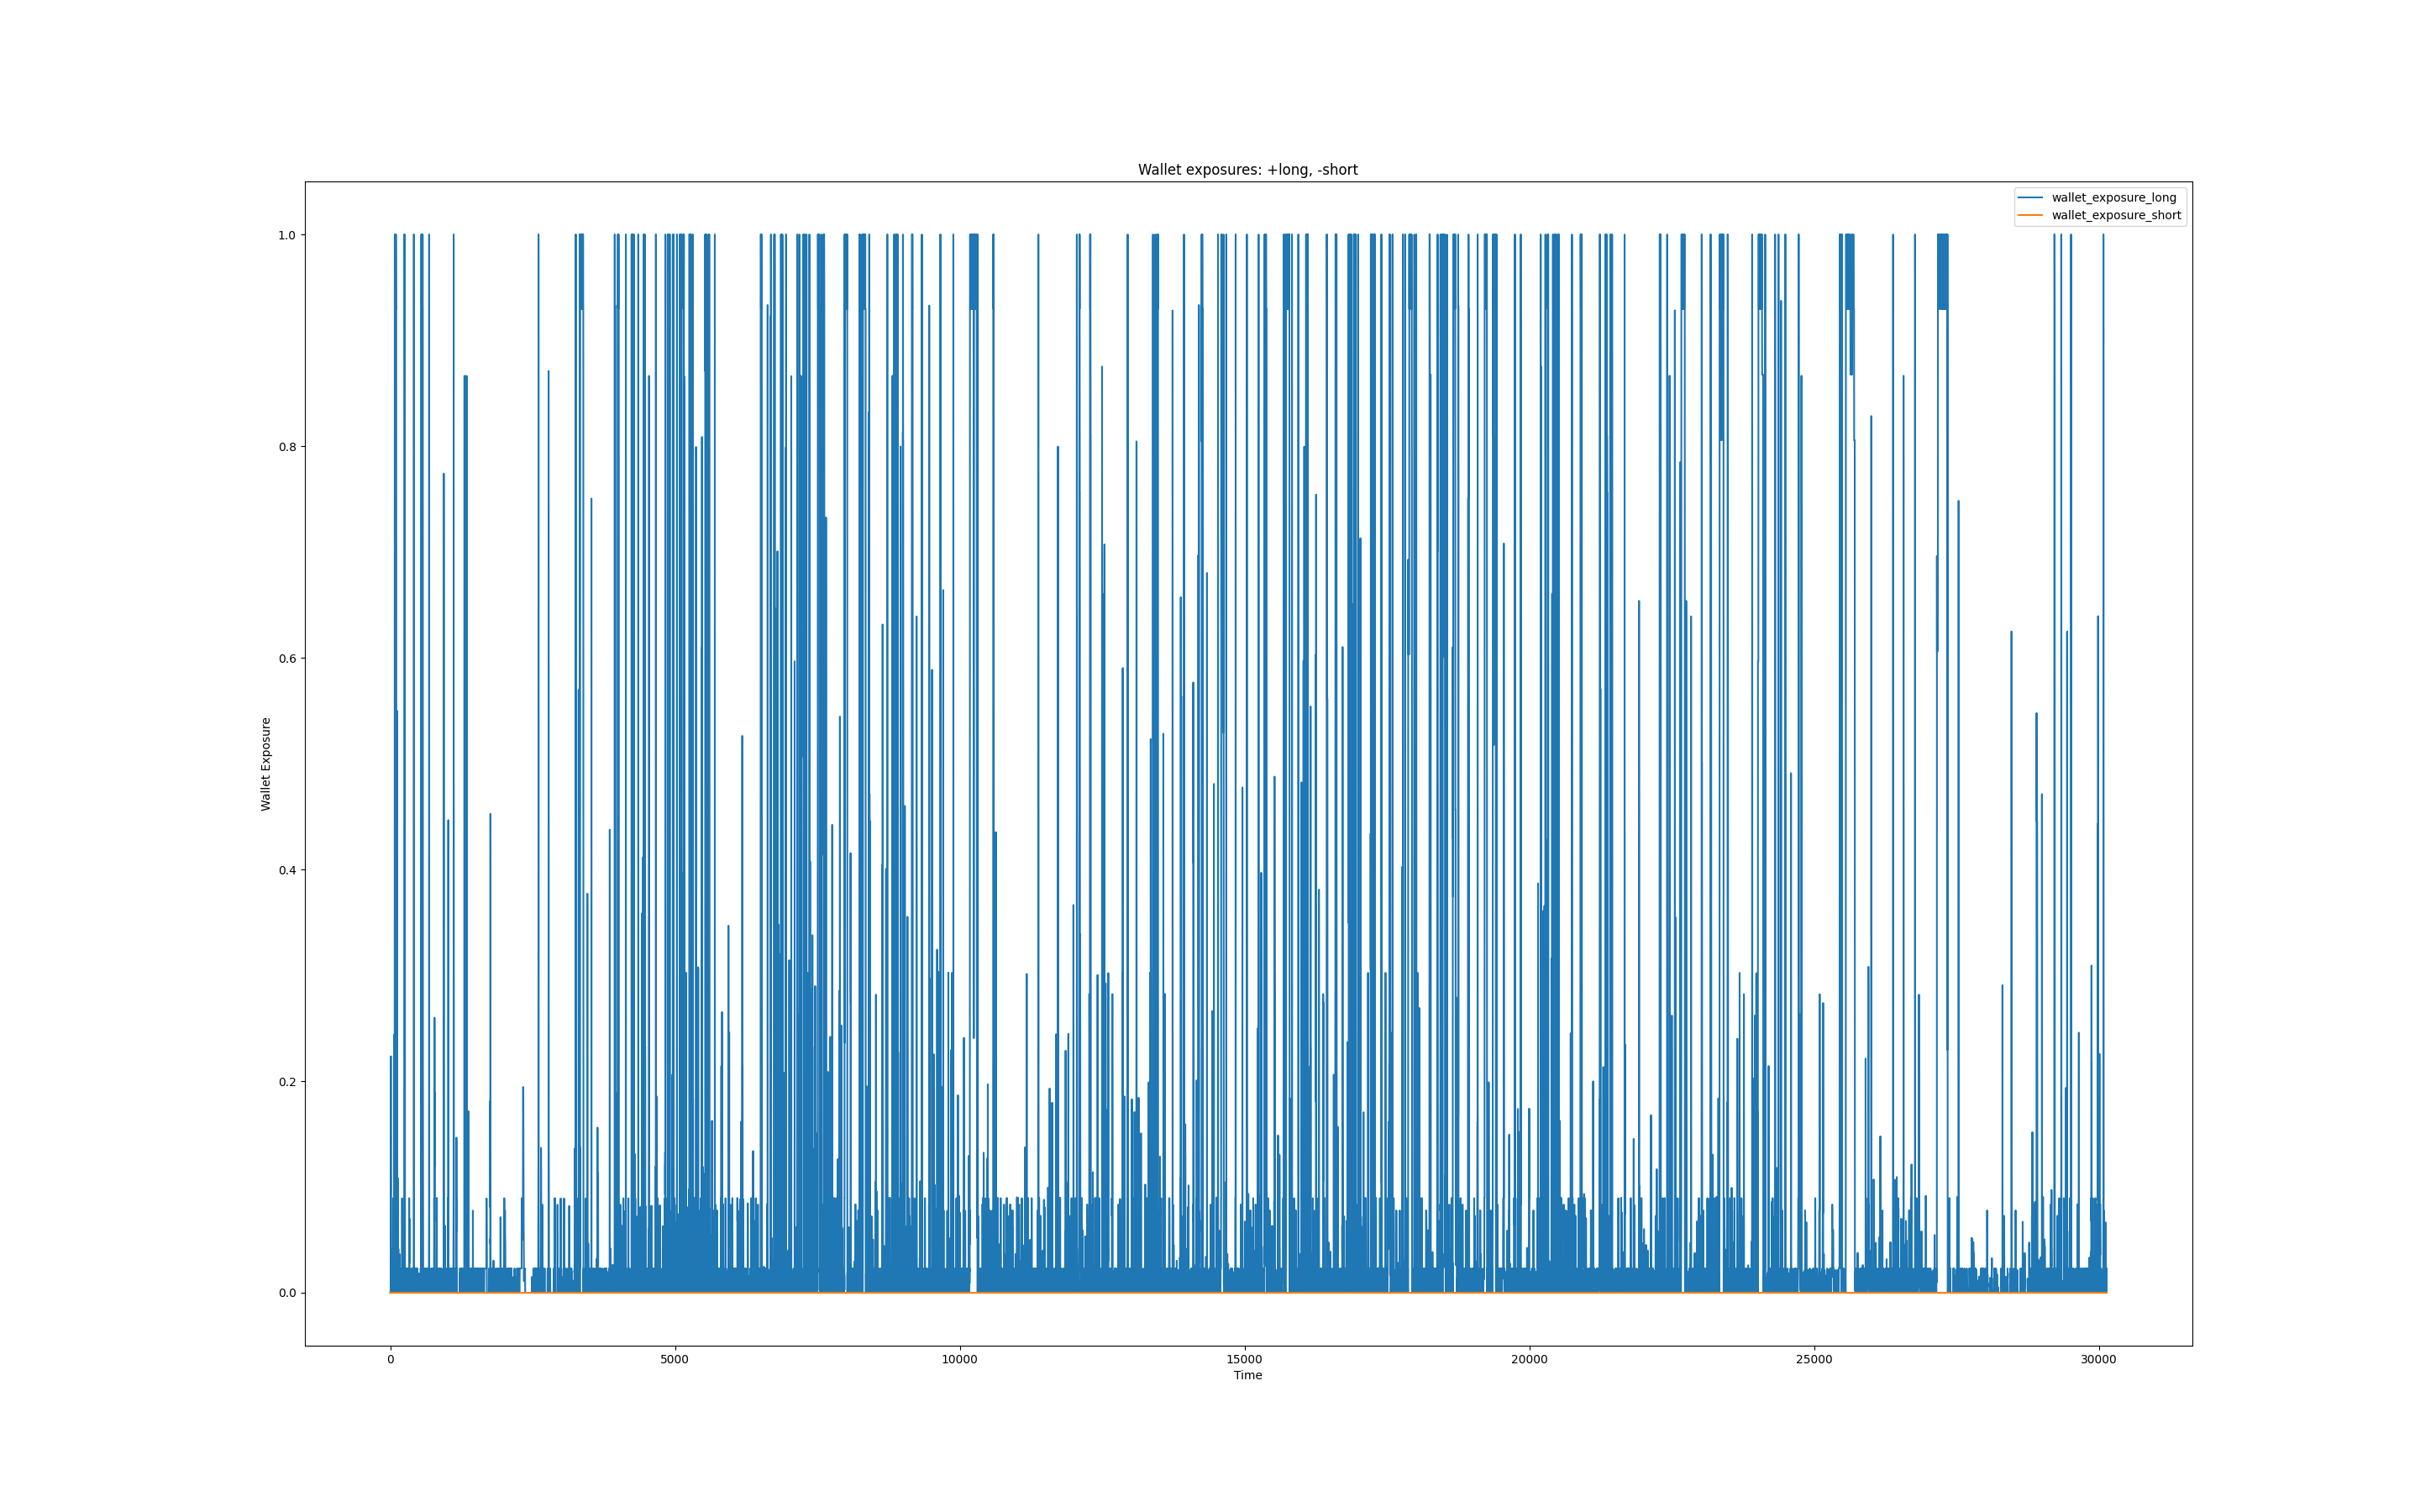 Wallet exposures: +long, -short
wallet_exposure_long
wallet_exposure_short
1.0
0.8
0.6
0.4
0.2
0.0
Wallet Exposure
0 5000 10000 15000 20000 25000 30000
Time